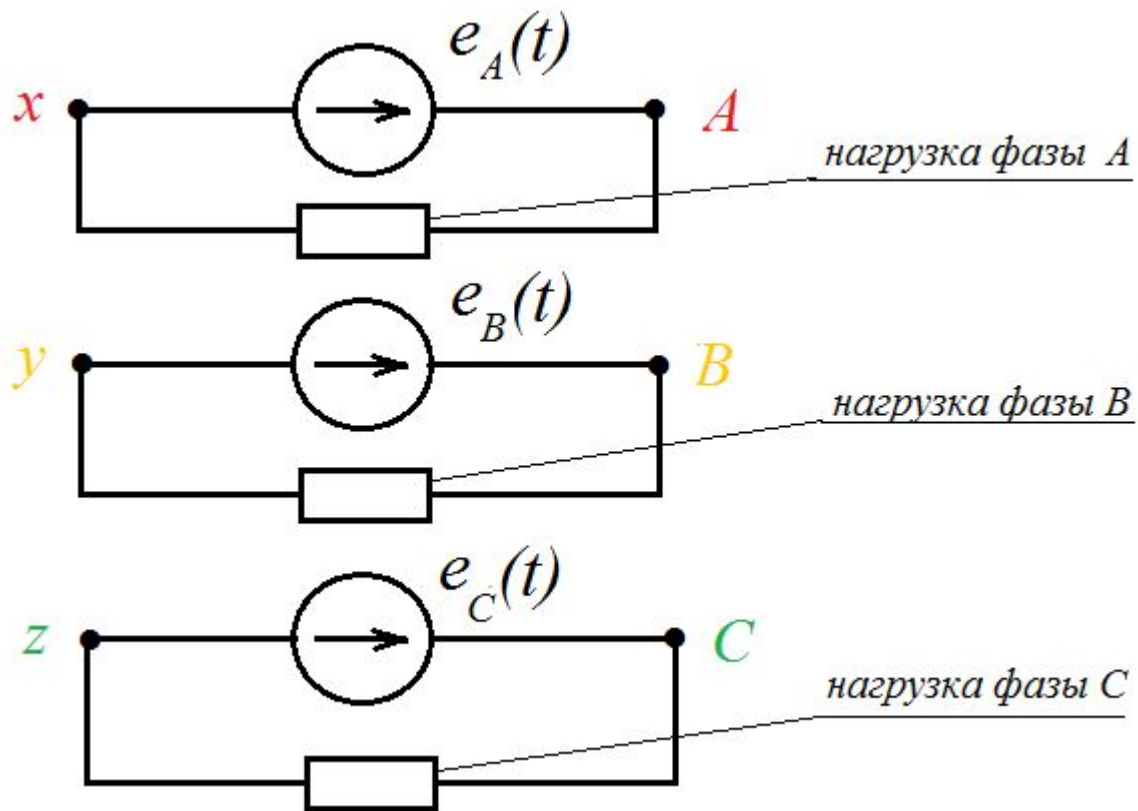 e_A(t)
x A
нагрузка фазы A
e_B(t)
y B
нагрузка фазы B
e_C(t)
z C
нагрузка фазы C